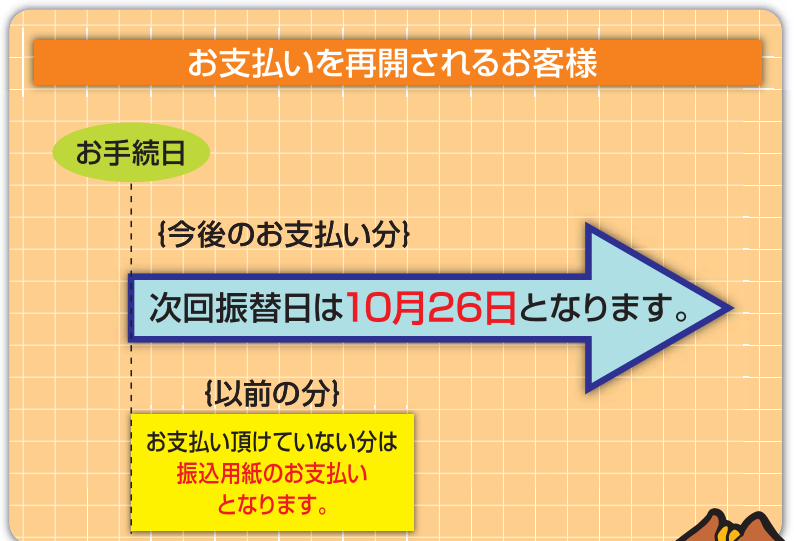 お支払いを再開されるお客様
お手続日
{今後のお支払い分}
次回振替日は10月26日となります。
{以前の分}
お支払い頂けていない分は
振込用紙のお支払い
となります。